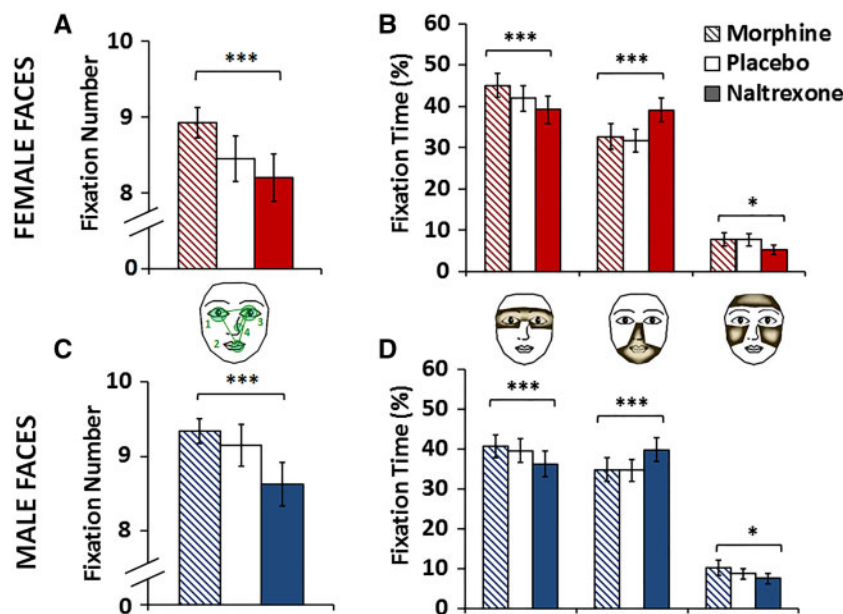 FEMALE FACES
A
Fixation Number
10
9
8
0
***
B
Fixation Time (%)
60
50
40
30
20
10
0
***
***
*
Morphine
Placebo
Naltrexone
1
2
3
4
MALE FACES
C
Fixation Number
10
9
8
0
***
D
Fixation Time (%)
60
50
40
30
20
10
0
***
***
*